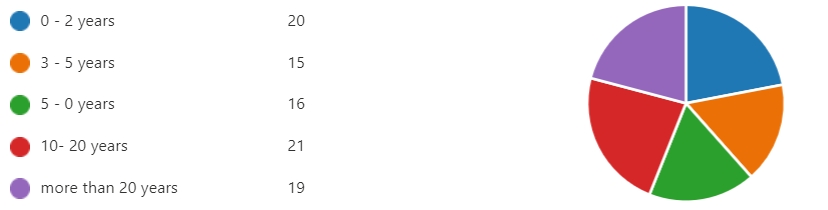 0 - 2 years 20
3 - 5 years 15
5 - 0 years 16
10- 20 years 21
more than 20 years 19